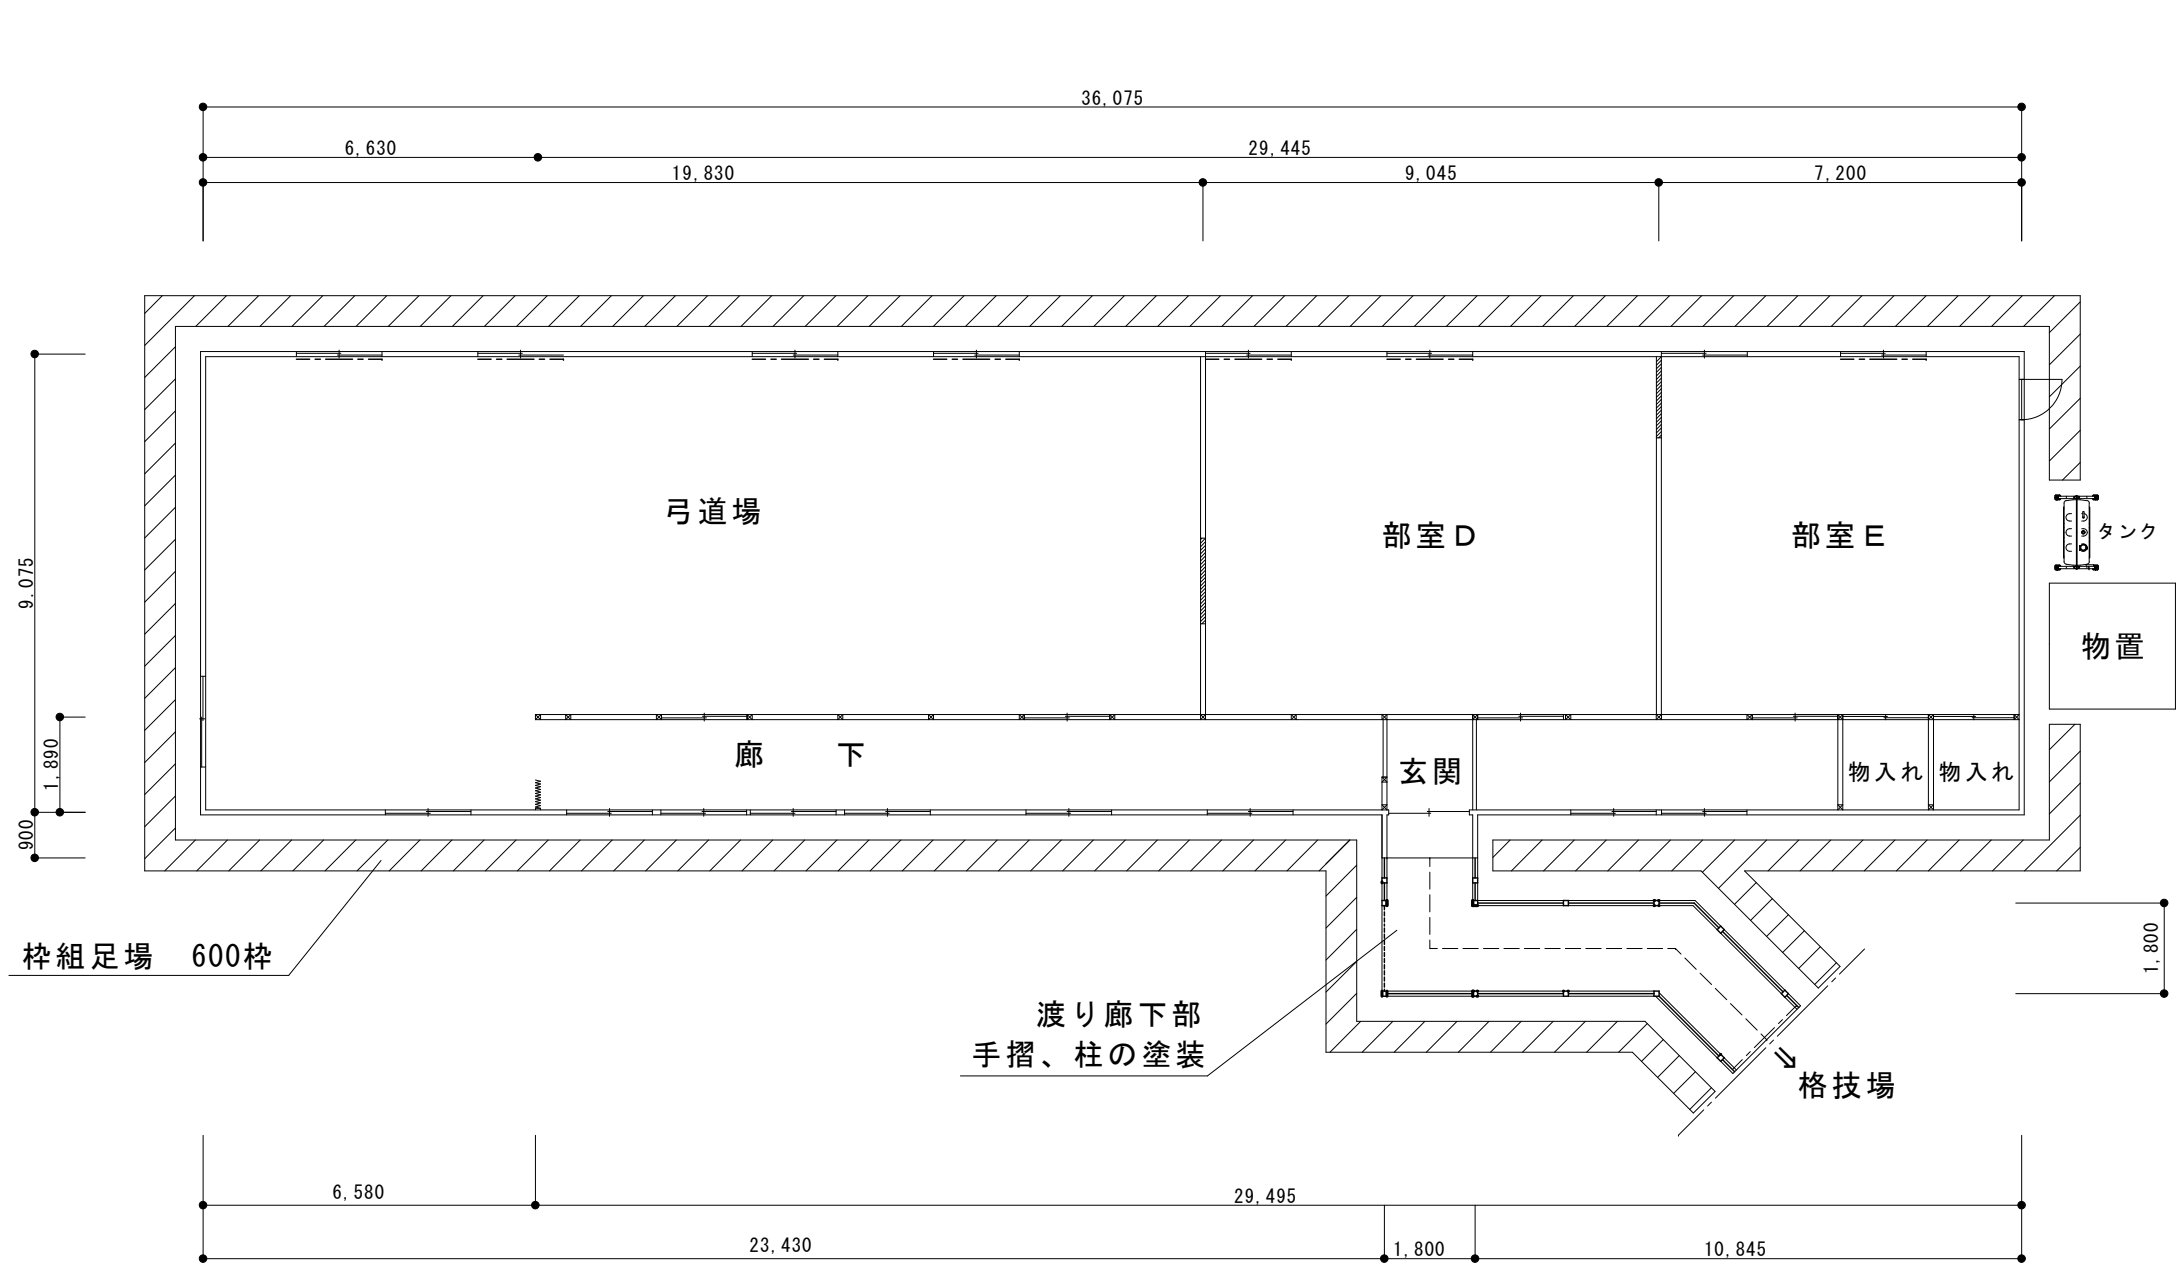 36,075
6,630
29,445
19,830
9,045
7,200
弓道場
部室D
部室E
タンク
物置
9.075
1,890
900
廊 下
玄関
物入れ
物入れ
枠組足場 600枠
1,800
渡り廊下部
手摺、柱の塗装
⇒
格技場
6,580
29,495
23,430
1,800
10,845